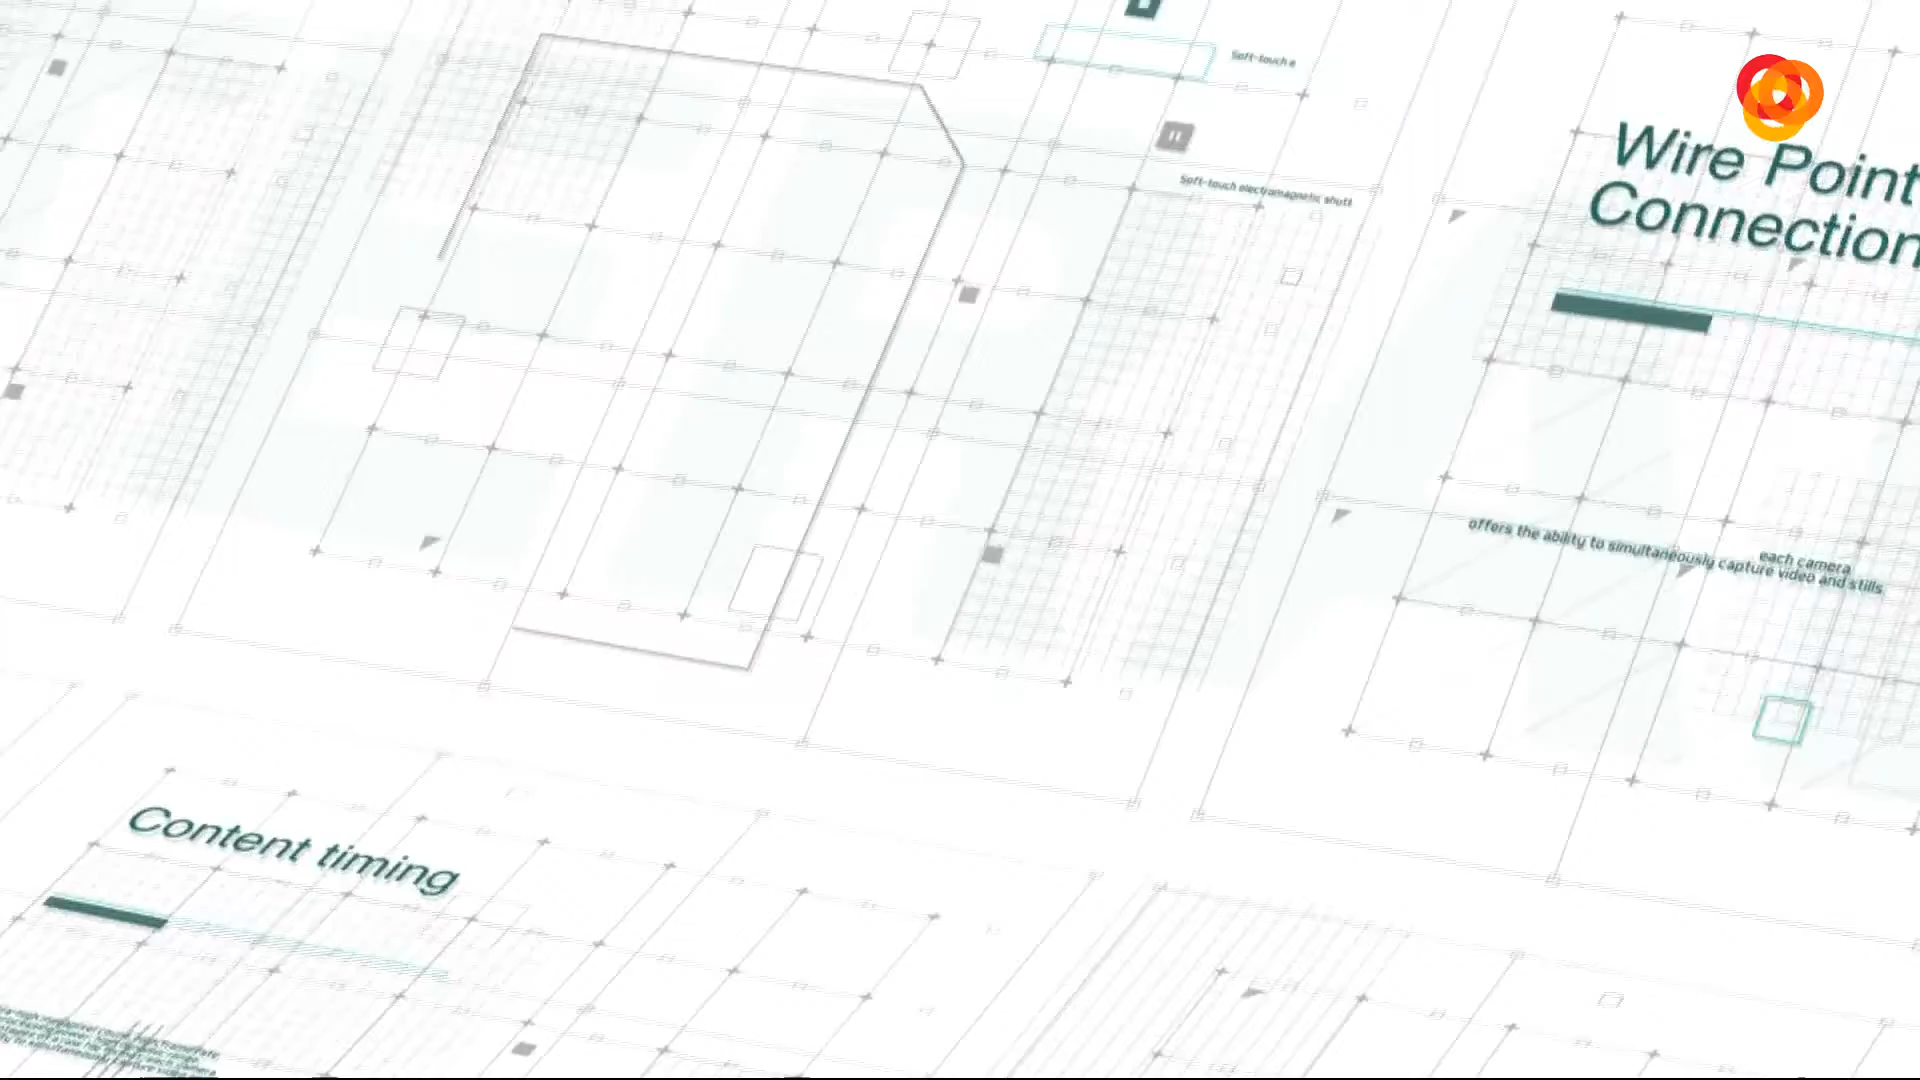 Soft-touch e
Soft-touch electromagnetic shutt
Wire Point
Connection
offers the ability to simultaneously capture video and stills
each camera
Content timing